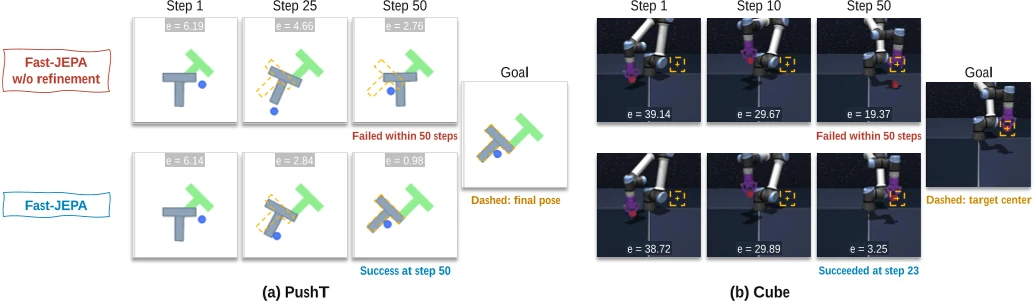 Step 1 Step 25 Step 50
Fast-JEPA
w/o refinement
e = 6.19 e = 4.66 e = 2.76
Failed within 50 steps
Fast-JEPA
e = 6.14 e = 2.84 e = 0.98
Success at step 50
Goal
Dashed: final pose
(a) PushT
Step 1 Step 10 Step 50
e = 39.14 e = 29.67 e = 19.37
Failed within 50 steps
e = 38.72 e = 29.89 e = 3.25
Succeeded at step 23
Goal
Dashed: target center
(b) Cube